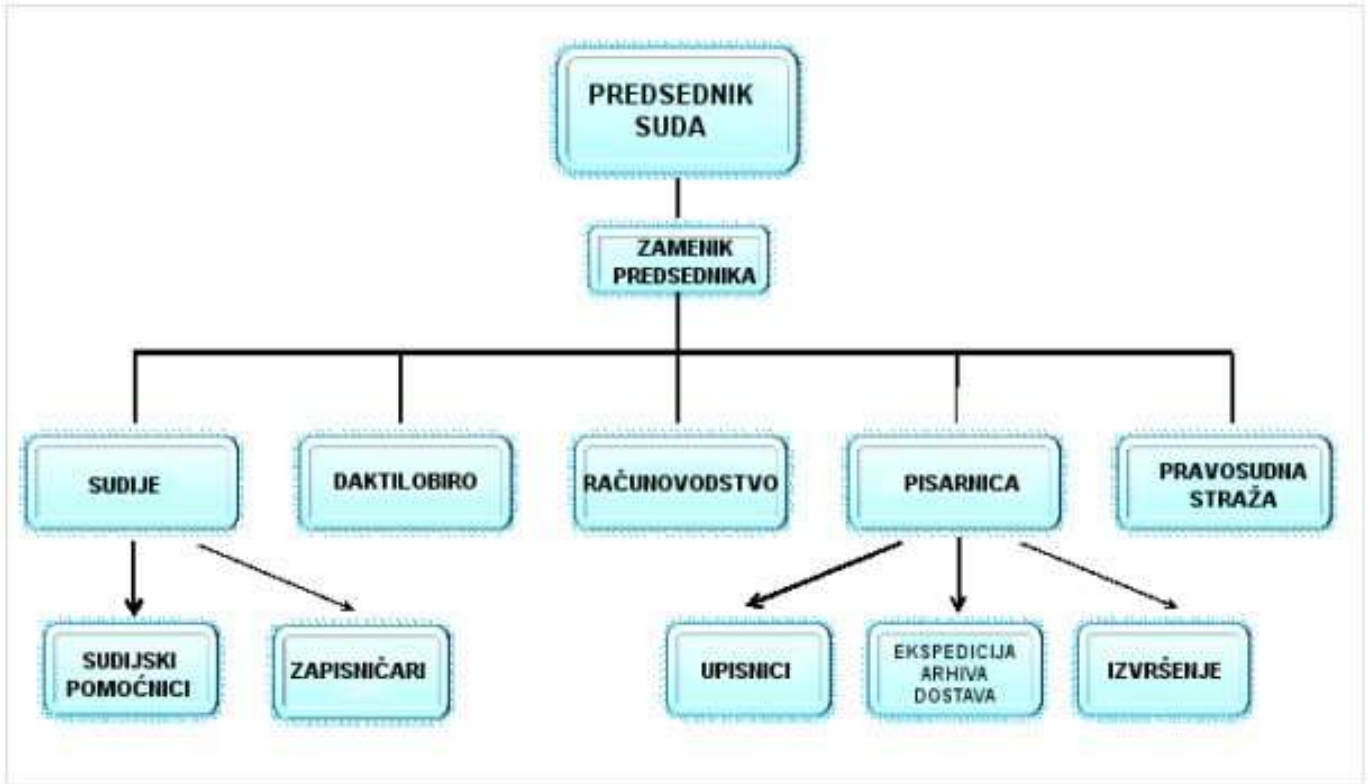 PREDSEDNIK
SUDA
ZAMENIK
PREDSEDNIKA
SUDIJE
DAKTILOBIRO
RAČUNOVODSTVO
PISARNICA
PRAVOSUDNA
STRAŽA
SUDIJSKI
POMOĆNICI
ZAPISNIČARI
UPISNICI
EKSPEDICIJA
ARHIVA
DOSTAVA
IZVRŠENJE